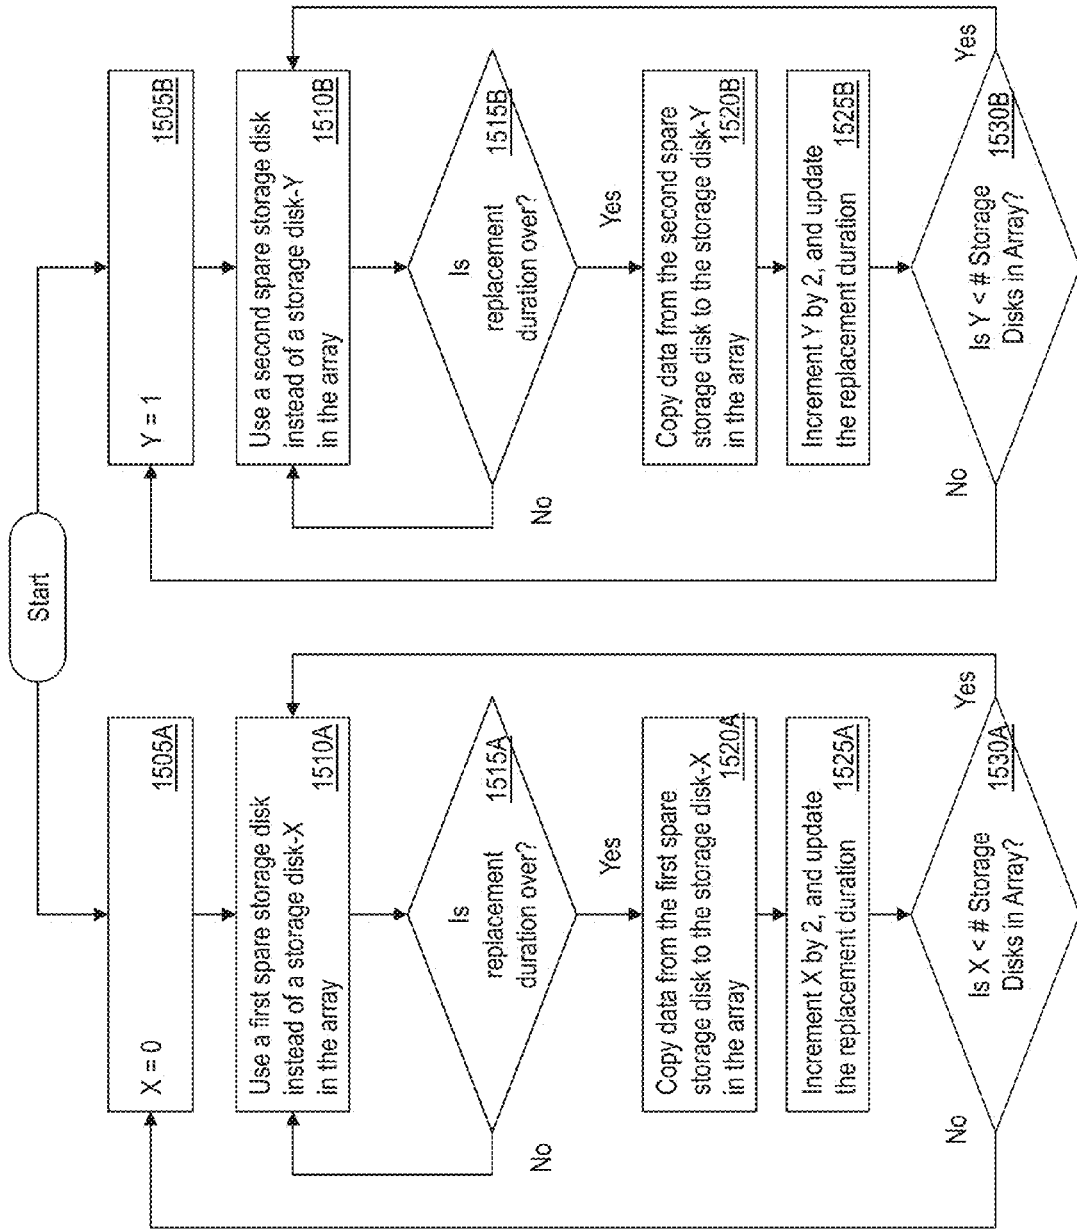 Start
X = 0
1505A
Use a first spare storage disk
instead of a storage disk-X
in the array
1510A
Is
replacement
duration over?
1515A
No
Yes
Copy data from the first spare
storage disk to the storage disk-X
in the array
1520A
Increment X by 2, and update
the replacement duration
1525A
Is X < # Storage
Disks in Array?
1530A
No
Yes
Y = 1
1505B
Use a second spare storage disk
instead of a storage disk-Y
in the array
1510B
Is
replacement
duration over?
1515B
No
Yes
Copy data from the second spare
storage disk to the storage disk-Y
in the array
1520B
Increment Y by 2, and update
the replacement duration
1525B
Is Y < # Storage
Disks in Array?
1530B
No
Yes